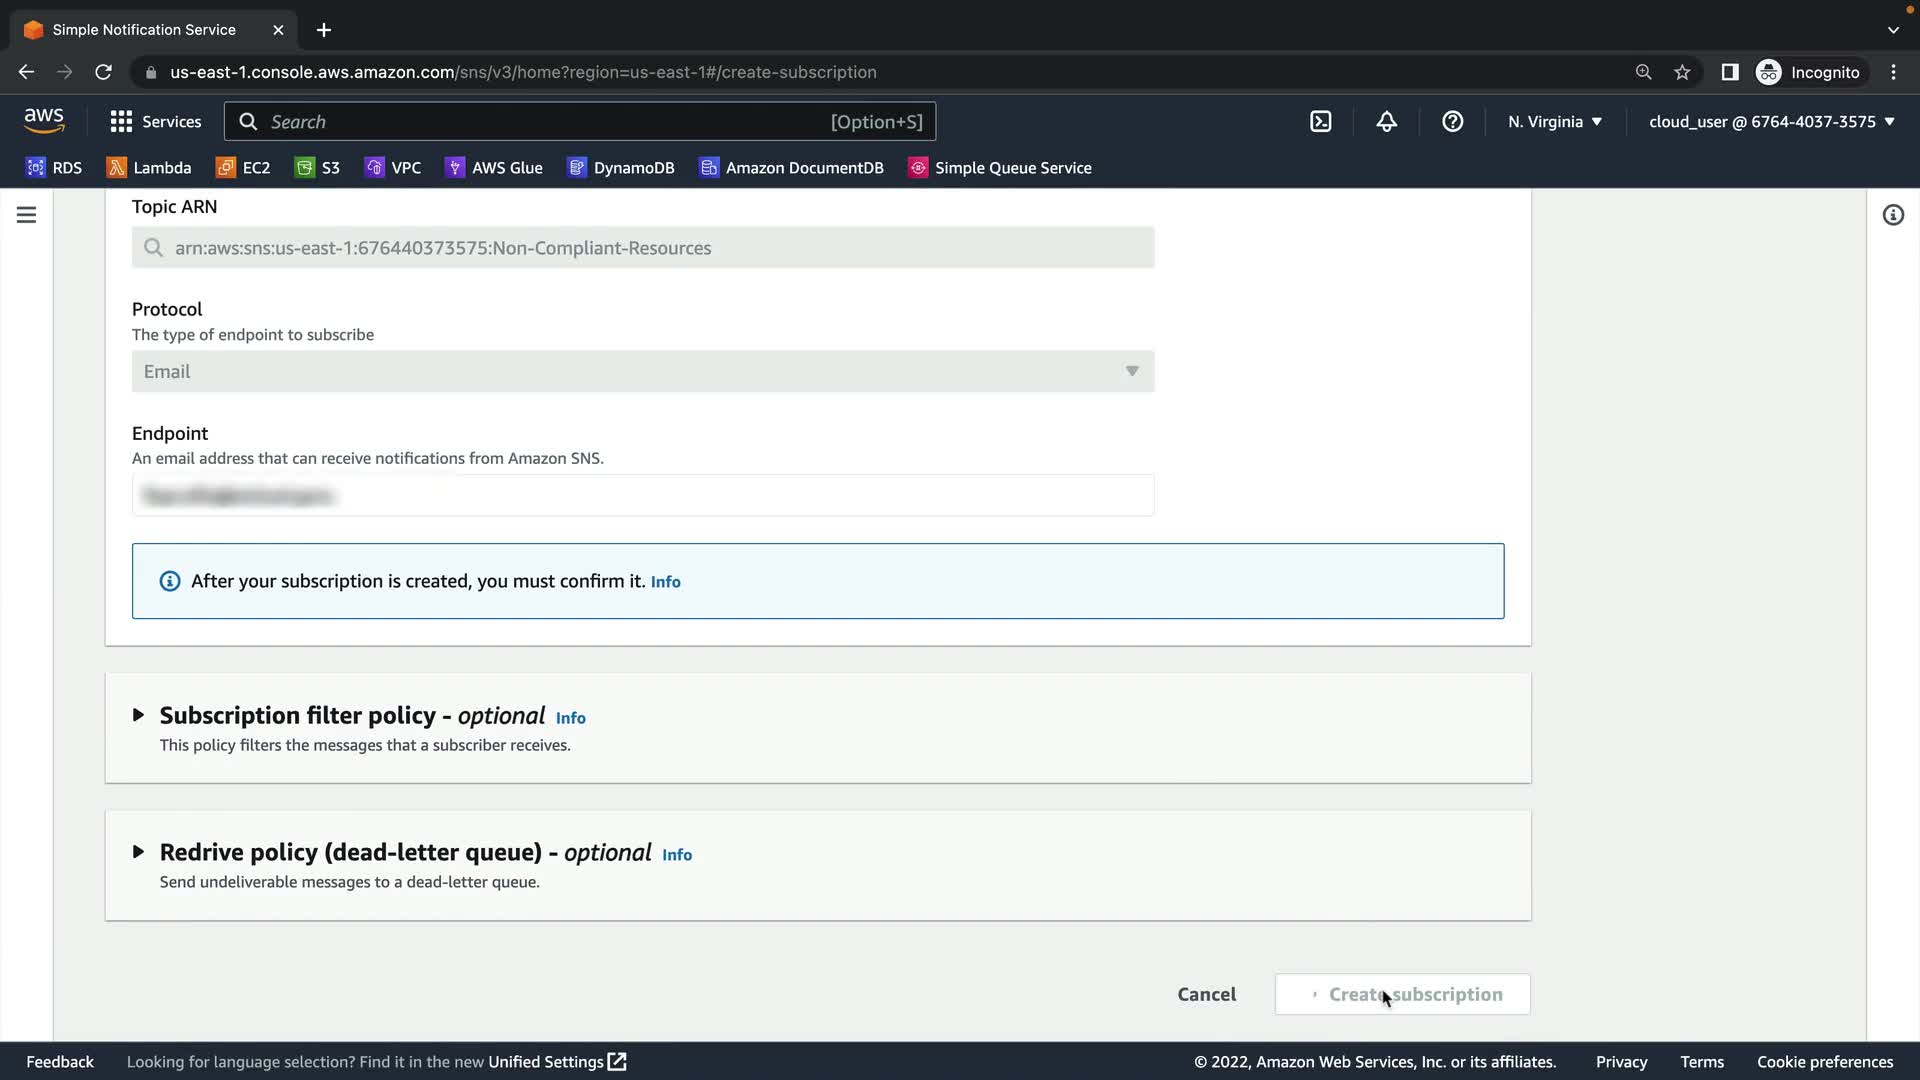 Simple Notification Service
us-east-1.console.aws.amazon.com/sns/v3/home?region=us-east-1#/create-subscription
Incognito
aws
Services
Search
[Option+S]
N. Virginia
cloud_user @ 6764-4037-3575
RDS
Lambda
EC2
S3
VPC
AWS Glue
DynamoDB
Amazon DocumentDB
Simple Queue Service
Topic ARN
arn:aws:sns:us-east-1:676440373575:Non-Compliant-Resources
Protocol
The type of endpoint to subscribe
Email
Endpoint
An email address that can receive notifications from Amazon SNS.
After your subscription is created, you must confirm it. Info
Subscription filter policy - optional Info
This policy filters the messages that a subscriber receives.
Redrive policy (dead-letter queue) - optional Info
Send undeliverable messages to a dead-letter queue.
Cancel
Create subscription
Feedback
Looking for language selection? Find it in the new Unified Settings
© 2022, Amazon Web Services, Inc. or its affiliates.
Privacy
Terms
Cookie preferences